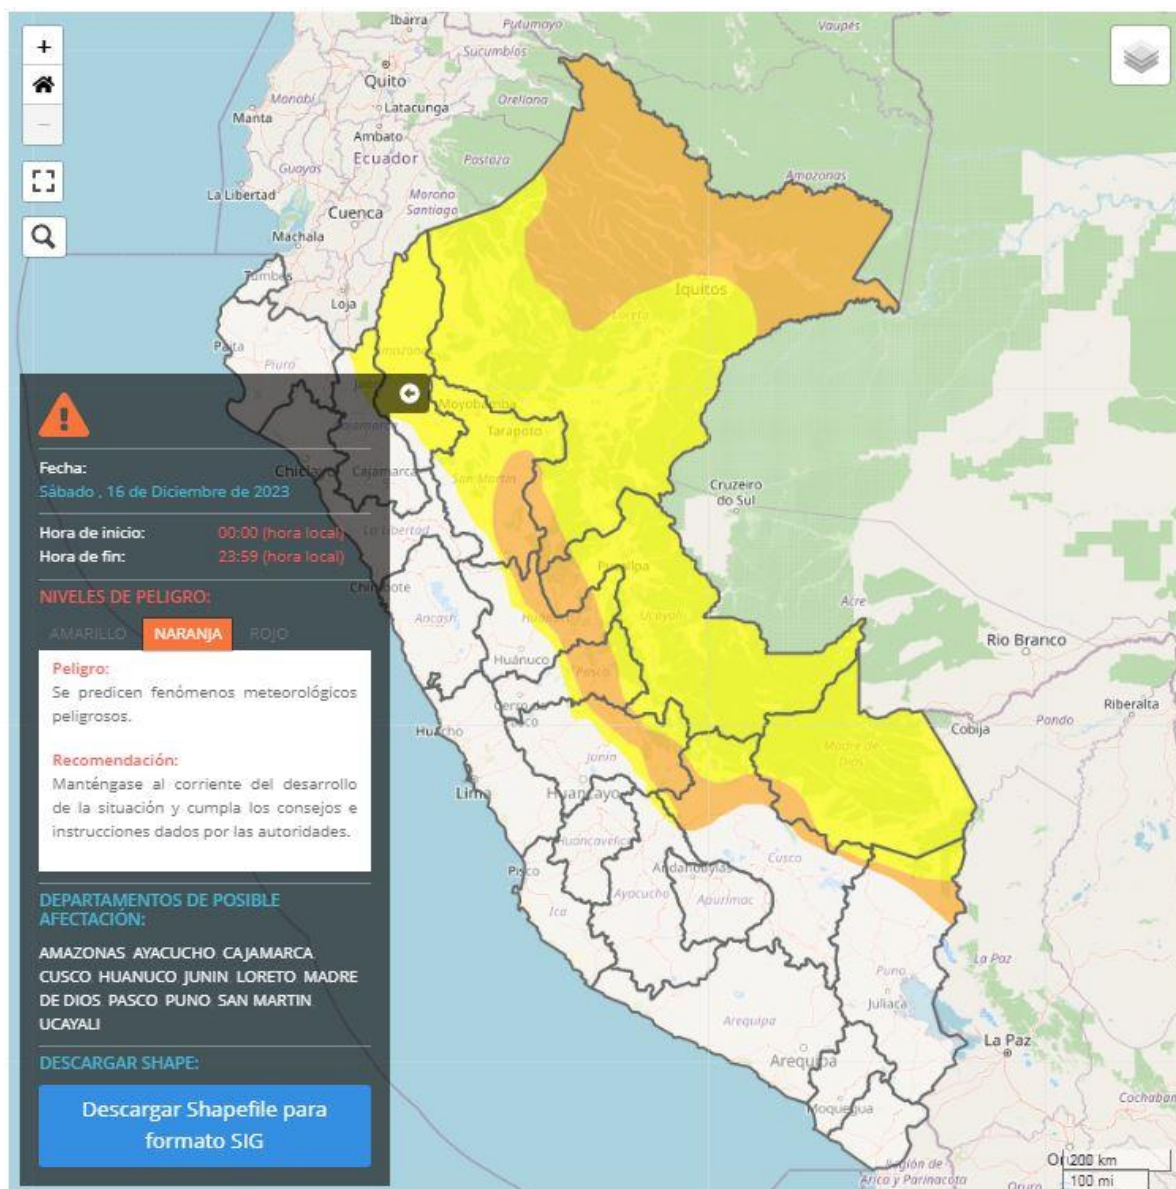 Putumayo
Vaupés
Ibarra
Sucumbíos
+
Quito
Orellana
Manabí
Latacunga
Manta
Ambato
Ecuador
Pastaza
Guayas
Amazonas
Morona
Santiago
La Libertad
Cuenca
Machala
Tumbes
Iquitos
Loja
Loreto
Paita
Piura
Moyobamba
Tarapoto
Fecha:
Sábado , 16 de Diciembre de 2023
Cajamarca
San Martín
Cruzeiro
do Sul
Hora de inicio: 00:00 (hora local)
Hora de fin: 23:59 (hora local)
La Libertad
Pucallpa
NIVELES DE PELIGRO:
AMARILLO NARANJA ROJO
Ancash
Ucayali
Acre
Rio Branco
Peligro:
Se predicen fenómenos meteorológicos
peligrosos.
Huánuco
Pasco
Riberalta
Pando
Cobija
Huacho
Recomendación:
Manténgase al corriente del desarrollo
de la situación y cumpla los consejos e
instrucciones dados por las autoridades.
Junín
Madre de
Dios
Lima
Huancayo
Huancavelica
Cusco
Pisco
Andahuaylas
Ayacucho
Apurímac
Ica
DEPARTAMENTOS DE POSIBLE
AFECTACIÓN:
AMAZONAS AYACUCHO CAJAMARCA
CUSCO HUANUCO JUNIN LORETO MADRE
DE DIOS PASCO PUNO SAN MARTIN
UCAYALI
La Paz
Puno
Juliaca
Arequipa
La Paz
Arequipa
DESCARGAR SHAPE:
Descargar Shapefile para
formato SIG
Moquegua
Cochabam
200 km
100 mi
Región de
Arica y Parinacota
Oruro